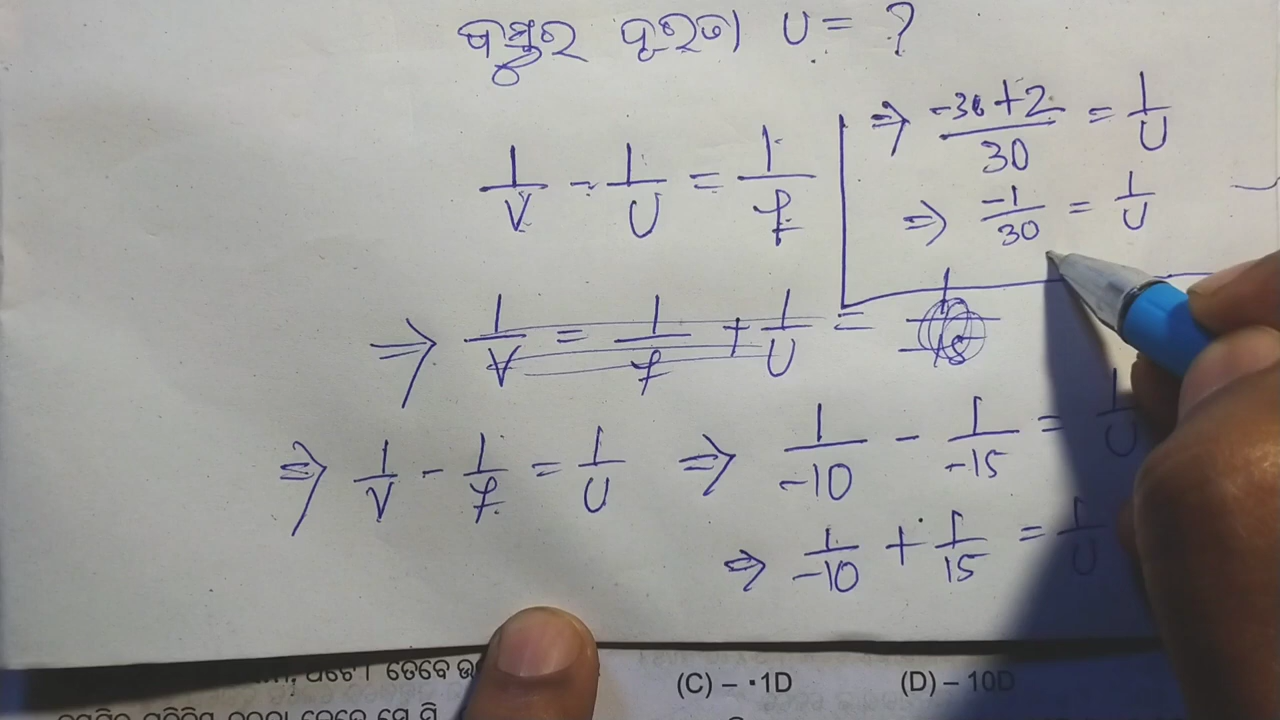 ବସ୍ତୁର ଦୂରତା U = ?
1/V - 1/U = 1/f
⇒ 1/V = 1/f + 1/U =
⇒ 1/V - 1/f = 1/U ⇒ 1/-10 - 1/-15 = 1/U
⇒ 1/-10 + 1/15 = 1/U
⇒ -3+2/30 = 1/U
⇒ -1/30 = 1/U
ଅଟେ । ତେବେ
(C) – ·1D (D) – 10D